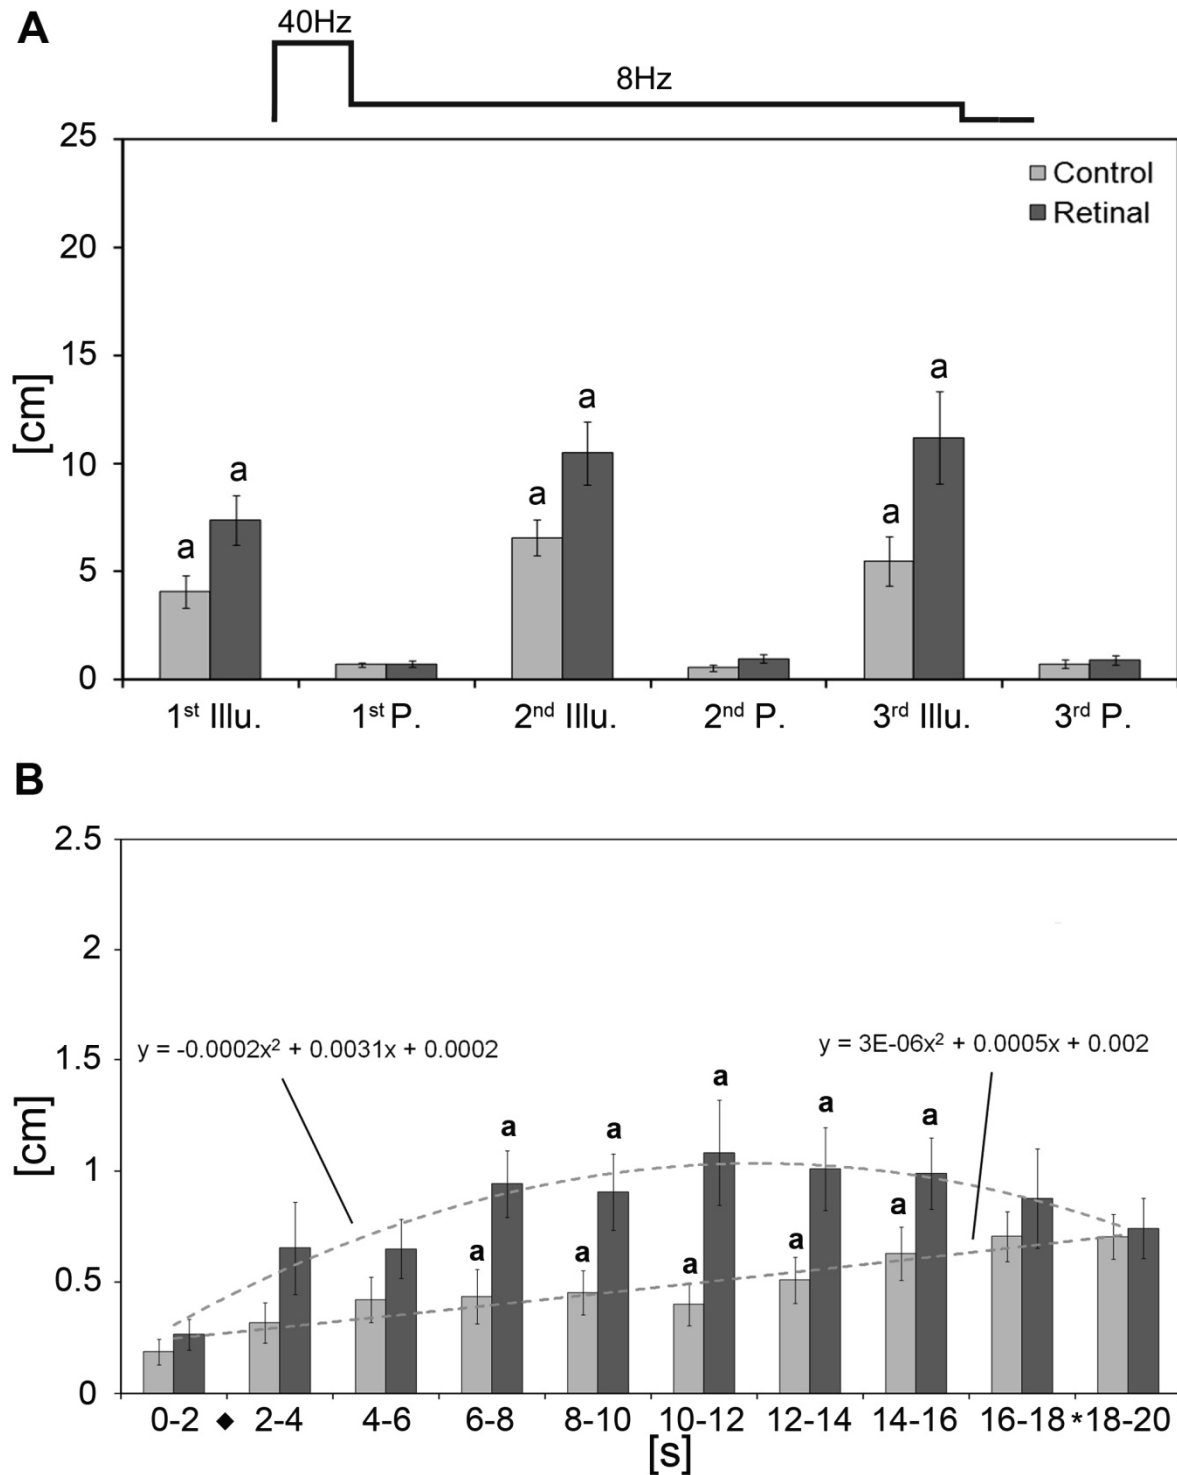 A
40Hz
8Hz
25
20
15
10
5
0
[cm]
Control
Retinal
a a a a a a
1st Illu. 1st P. 2nd Illu. 2nd P. 3rd Illu. 3rd P.
B
2.5
2
1.5
1
0.5
0
[cm]
y = -0.0002x² + 0.0031x + 0.0002
y = 3E-06x² + 0.0005x + 0.002
a a a a a
a a a a a
0-2 ◆ 2-4 4-6 6-8 8-10 10-12 12-14 14-16 16-18 *18-20
[s]